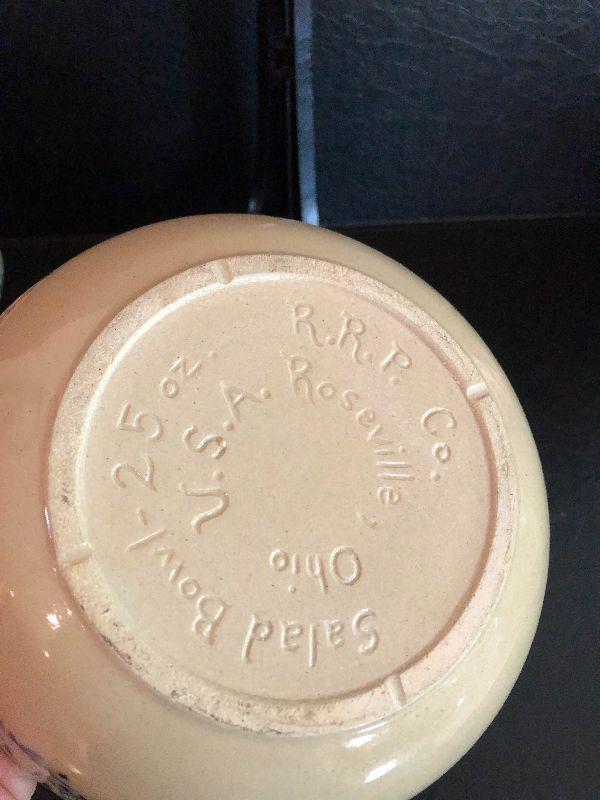 R.R.P. Co.
Roseville,
Ohio
U.S.A.
Salad Bowl-25 oz.